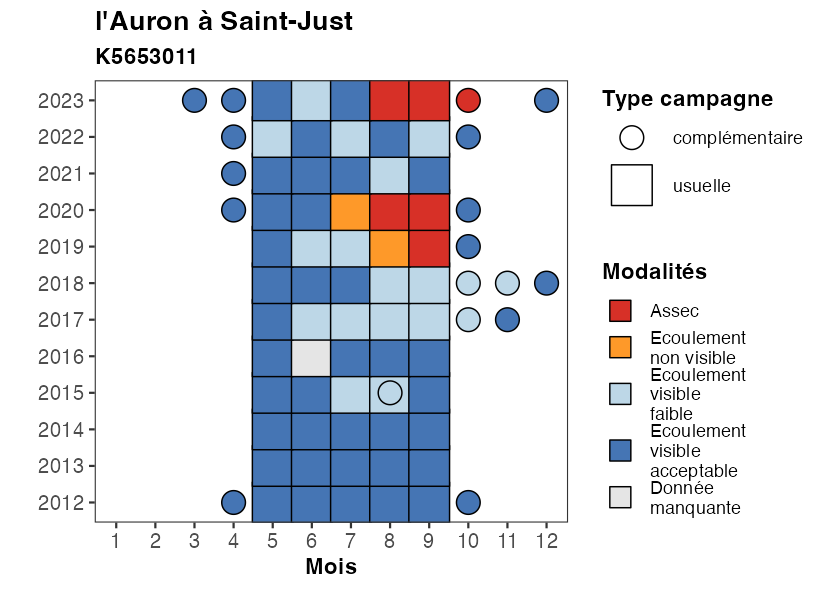 l'Auron à Saint-Just
K5653011
2023
2022
2021
2020
2019
2018
2017
2016
2015
2014
2013
2012
1 2 3 4 5 6 7 8 9 10 11 12
Mois
Type campagne
complémentaire
usuelle
Modalités
Assec
Ecoulement
non visible
Ecoulement
visible
faible
Ecoulement
visible
acceptable
Donnée
manquante